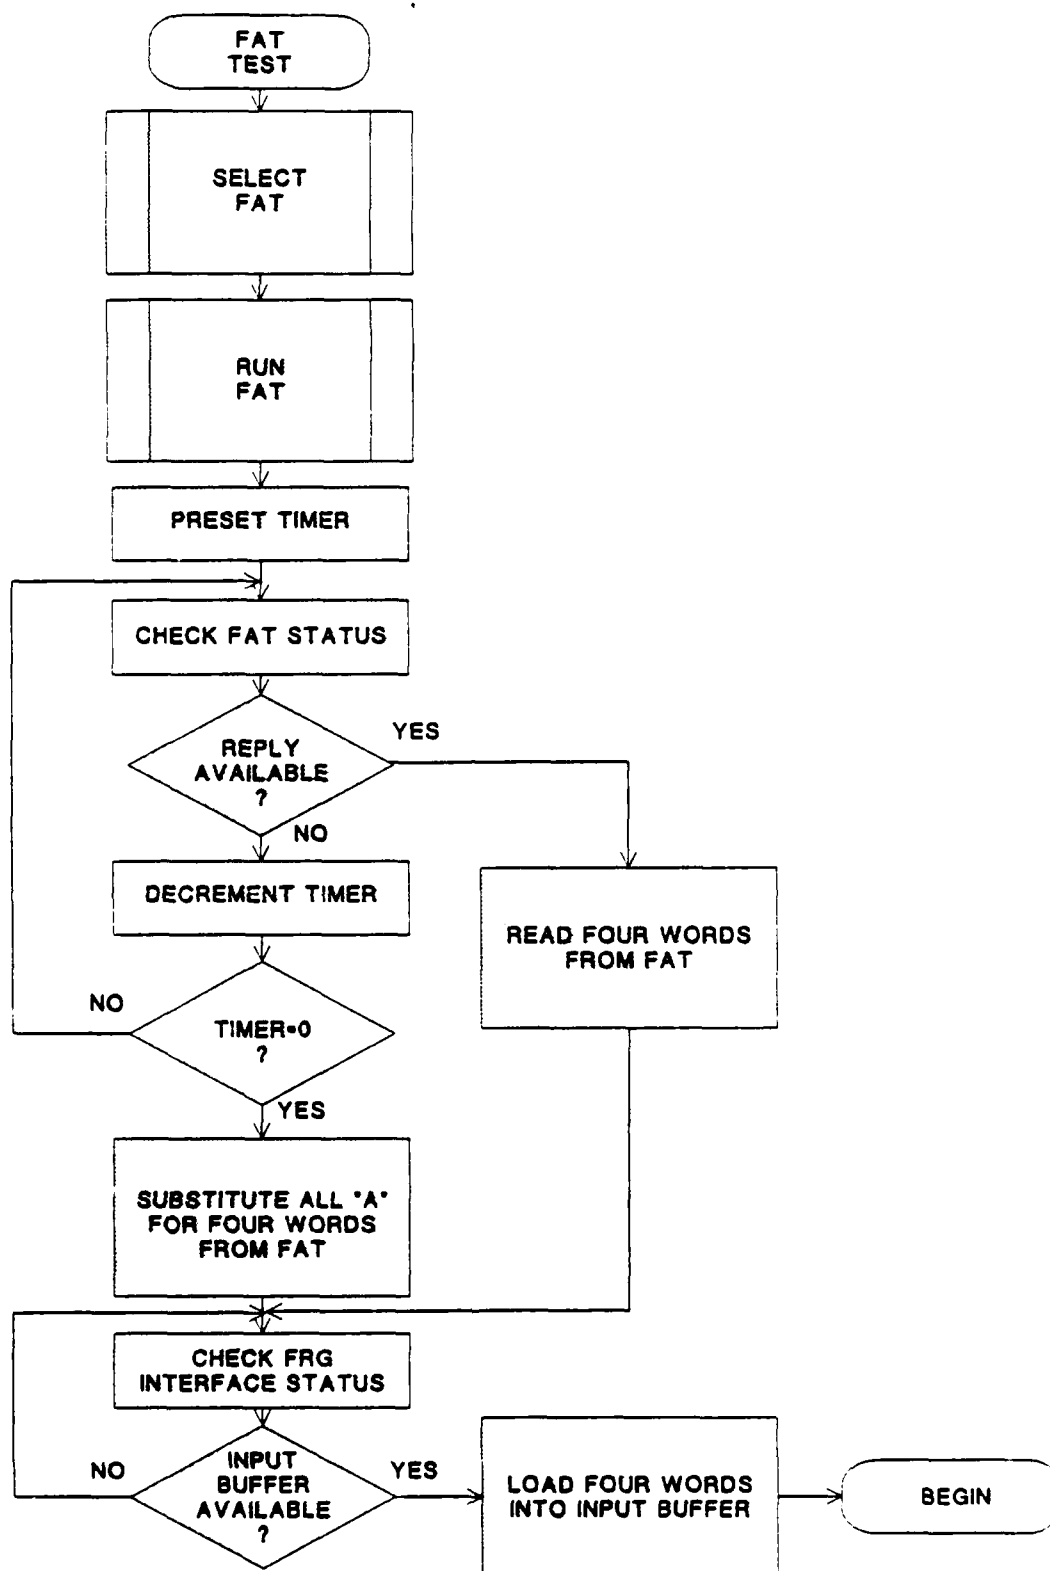 FAT
TEST
SELECT
FAT
RUN
FAT
PRESET TIMER
CHECK FAT STATUS
REPLY
AVAILABLE
?
YES
NO
DECREMENT TIMER
READ FOUR WORDS
FROM FAT
NO
TIMER=0
?
YES
SUBSTITUTE ALL "A"
FOR FOUR WORDS
FROM FAT
CHECK FRG
INTERFACE STATUS
NO
INPUT
BUFFER
AVAILABLE
?
YES
LOAD FOUR WORDS
INTO INPUT BUFFER
BEGIN